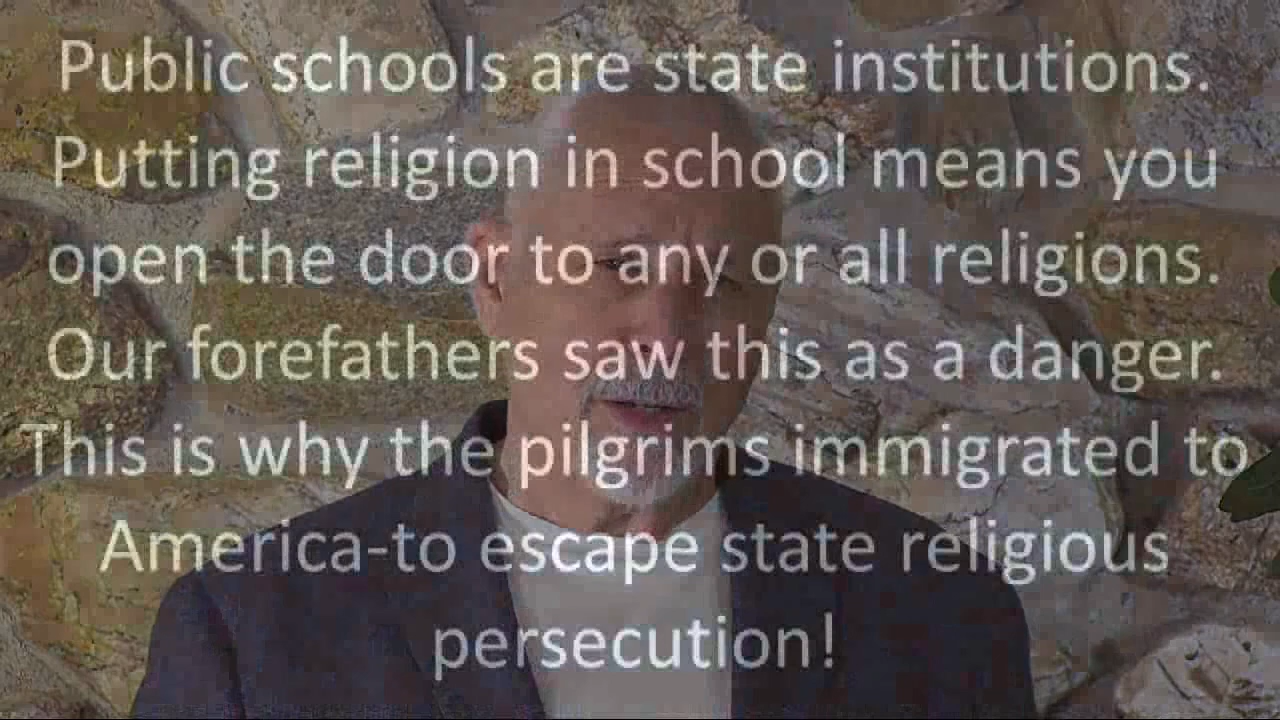 Public schools are state institutions.
Putting religion in school means you
open the door to any or all religions.
Our forefathers saw this as a danger.
This is why the pilgrims immigrated to
America-to escape state religious
persecution!